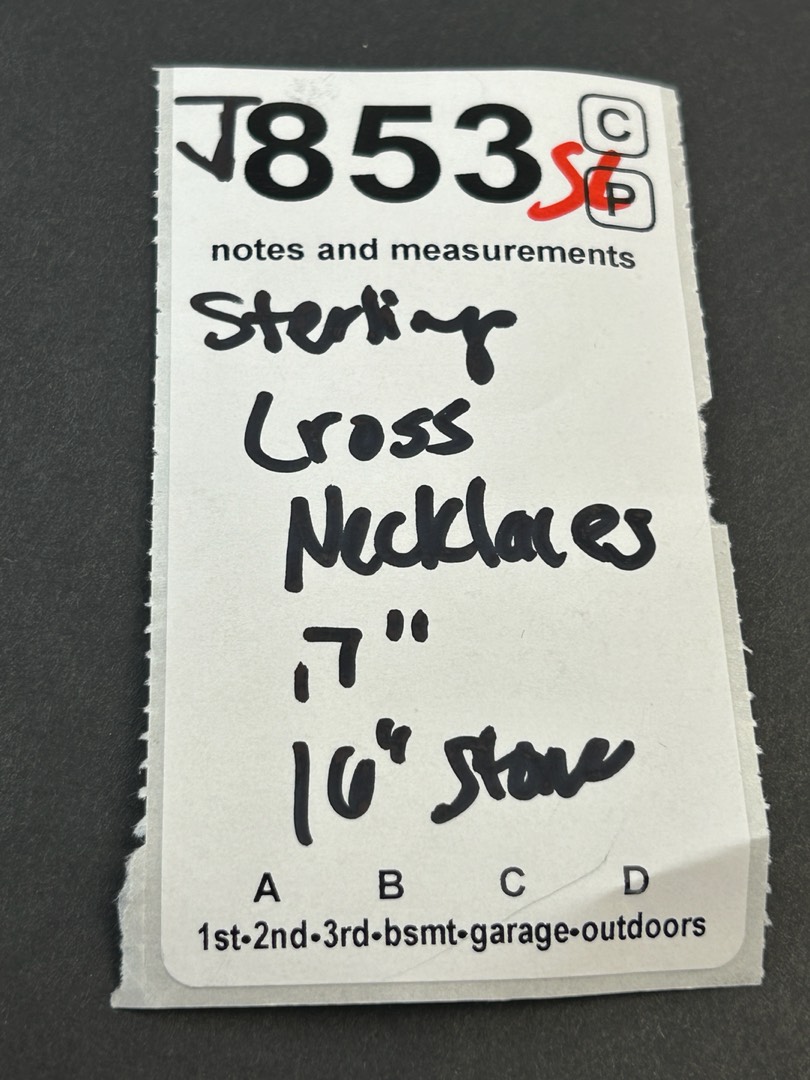 J853 SL C
P
notes and measurements
Sterling
Cross
Necklaces
17"
16" Stone
A B C D
1st•2nd•3rd•bsmt•garage•outdoors